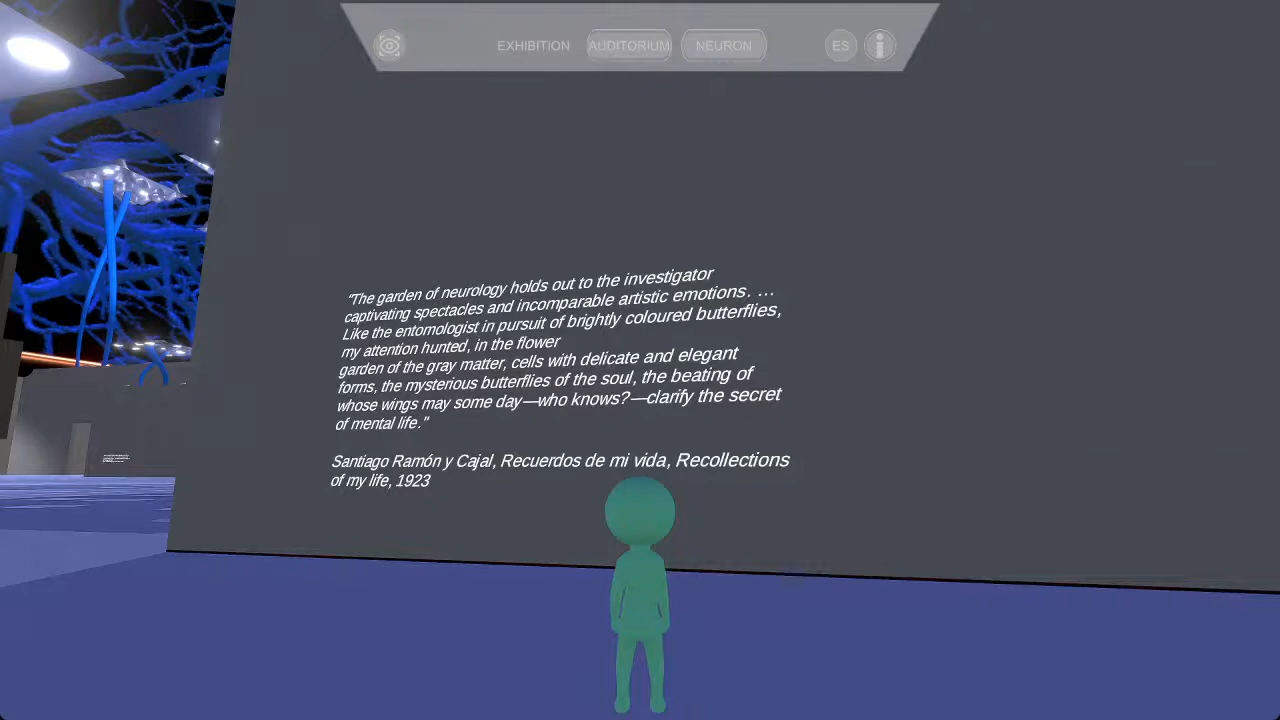 EXHIBITION AUDITORIUM NEURON ES i
"The garden of neurology holds out to the investigator
captivating spectacles and incomparable artistic emotions. …
Like the entomologist in pursuit of brightly coloured butterflies,
my attention hunted, in the flower
garden of the gray matter, cells with delicate and elegant
forms, the mysterious butterflies of the soul, the beating of
whose wings may some day—who knows?—clarify the secret
of mental life."
Santiago Ramón y Cajal, Recuerdos de mi vida, Recollections
of my life, 1923